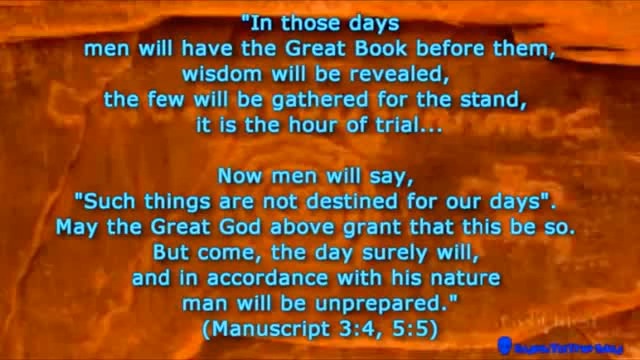 "In those days
men will have the Great Book before them,
wisdom will be revealed,
the few will be gathered for the stand,
it is the hour of trial...
Now men will say,
"Such things are not destined for our days".
May the Great God above grant that this be so.
But come, the day surely will,
and in accordance with his nature
man will be unprepared."
(Manuscript 3:4, 5:5)